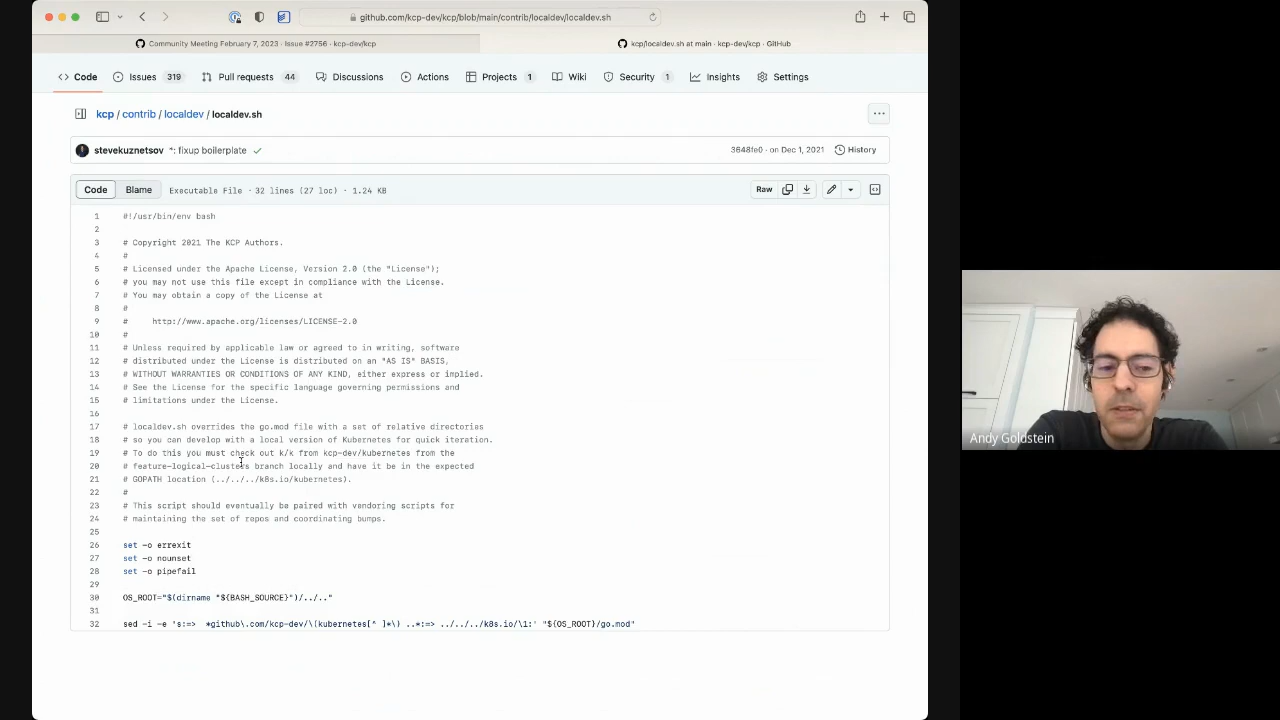 github.com/kcp-dev/kcp/blob/main/contrib/localdev/localdev.sh
Community Meeting February 7, 2023 · Issue #2756 · kcp-dev/kcp
kcp/localdev.sh at main · kcp-dev/kcp · GitHub
Code
Issues 319
Pull requests 44
Discussions
Actions
Projects 1
Wiki
Security 1
Insights
Settings
kcp / contrib / localdev / localdev.sh
stevekuznetsov *: fixup boilerplate
3648fe0 · on Dec 1, 2021 History
Code Blame Executable File · 32 lines (27 loc) · 1.24 KB
Raw
1 #!/usr/bin/env bash
2
3 # Copyright 2021 The KCP Authors.
4 #
5 # Licensed under the Apache License, Version 2.0 (the "License");
6 # you may not use this file except in compliance with the License.
7 # You may obtain a copy of the License at
8 #
9 #     http://www.apache.org/licenses/LICENSE-2.0
10 #
11 # Unless required by applicable law or agreed to in writing, software
12 # distributed under the License is distributed on an "AS IS" BASIS,
13 # WITHOUT WARRANTIES OR CONDITIONS OF ANY KIND, either express or implied.
14 # See the License for the specific language governing permissions and
15 # limitations under the License.
16
17 # localdev.sh overrides the go.mod file with a set of relative directories
18 # so you can develop with a local version of Kubernetes for quick iteration.
19 # To do this you must check out k/k from kcp-dev/kubernetes from the
20 # feature-logical-clusters branch locally and have it be in the expected
21 # GOPATH location (../../../k8s.io/kubernetes).
22 #
23 # This script should eventually be paired with vendoring scripts for
24 # maintaining the set of repos and coordinating bumps.
25
26 set -o errexit
27 set -o nounset
28 set -o pipefail
29
30 OS_ROOT="$(dirname "${BASH_SOURCE}")/../.."
31
32 sed -i -e 's:=>  *github\.com/kcp-dev/\(kubernetes[^ ]*\) ..*:=> ../../../k8s.io/\1:' "${OS_ROOT}/go.mod"
Andy Goldstein